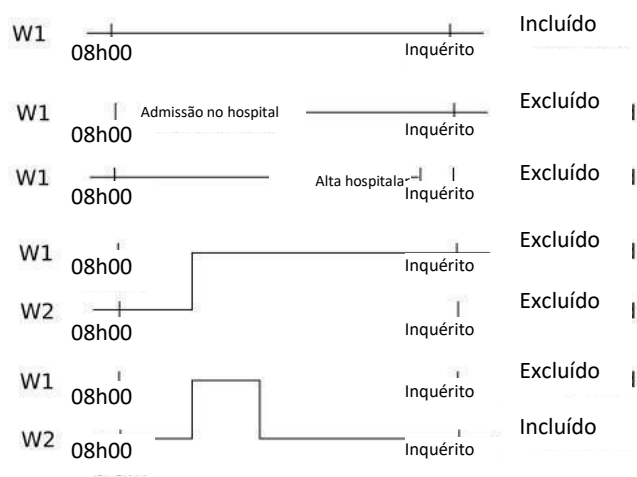 W1 08h00 Inquérito Incluído
W1 08h00 Admissão no hospital Inquérito Excluído
W1 08h00 Alta hospitalar Inquérito Excluído
W1 08h00 Inquérito Excluído
W2 08h00 Inquérito Excluído
W1 08h00 Inquérito Excluído
W2 08h00 Inquérito Incluído